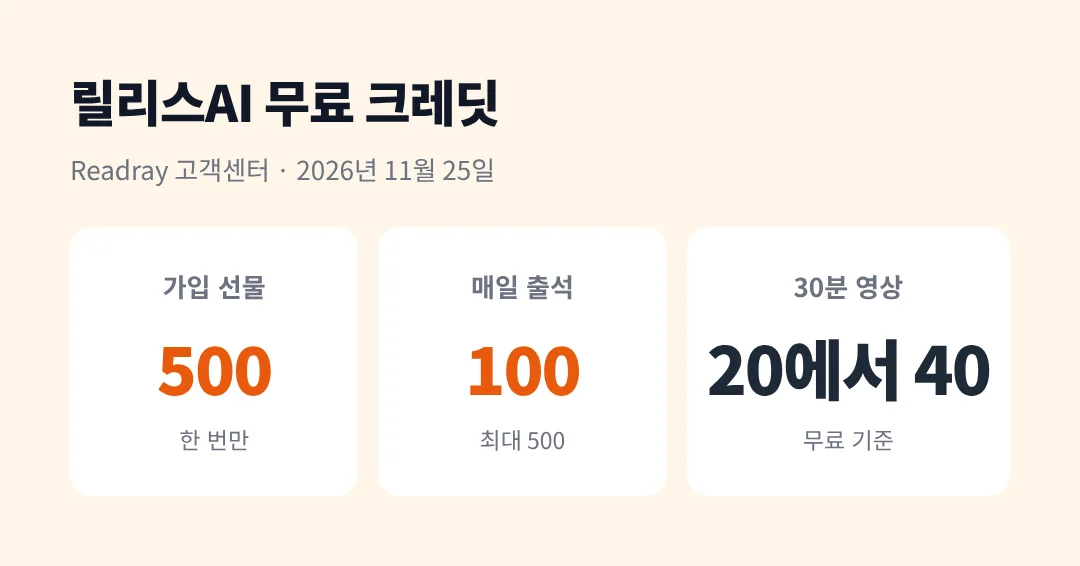 릴리스AI 무료 크레딧
Readray 고객센터 · 2026년 11월 25일
가입 선물
500
한 번만
매일 출석
100
최대 500
30분 영상
20에서 40
무료 기준